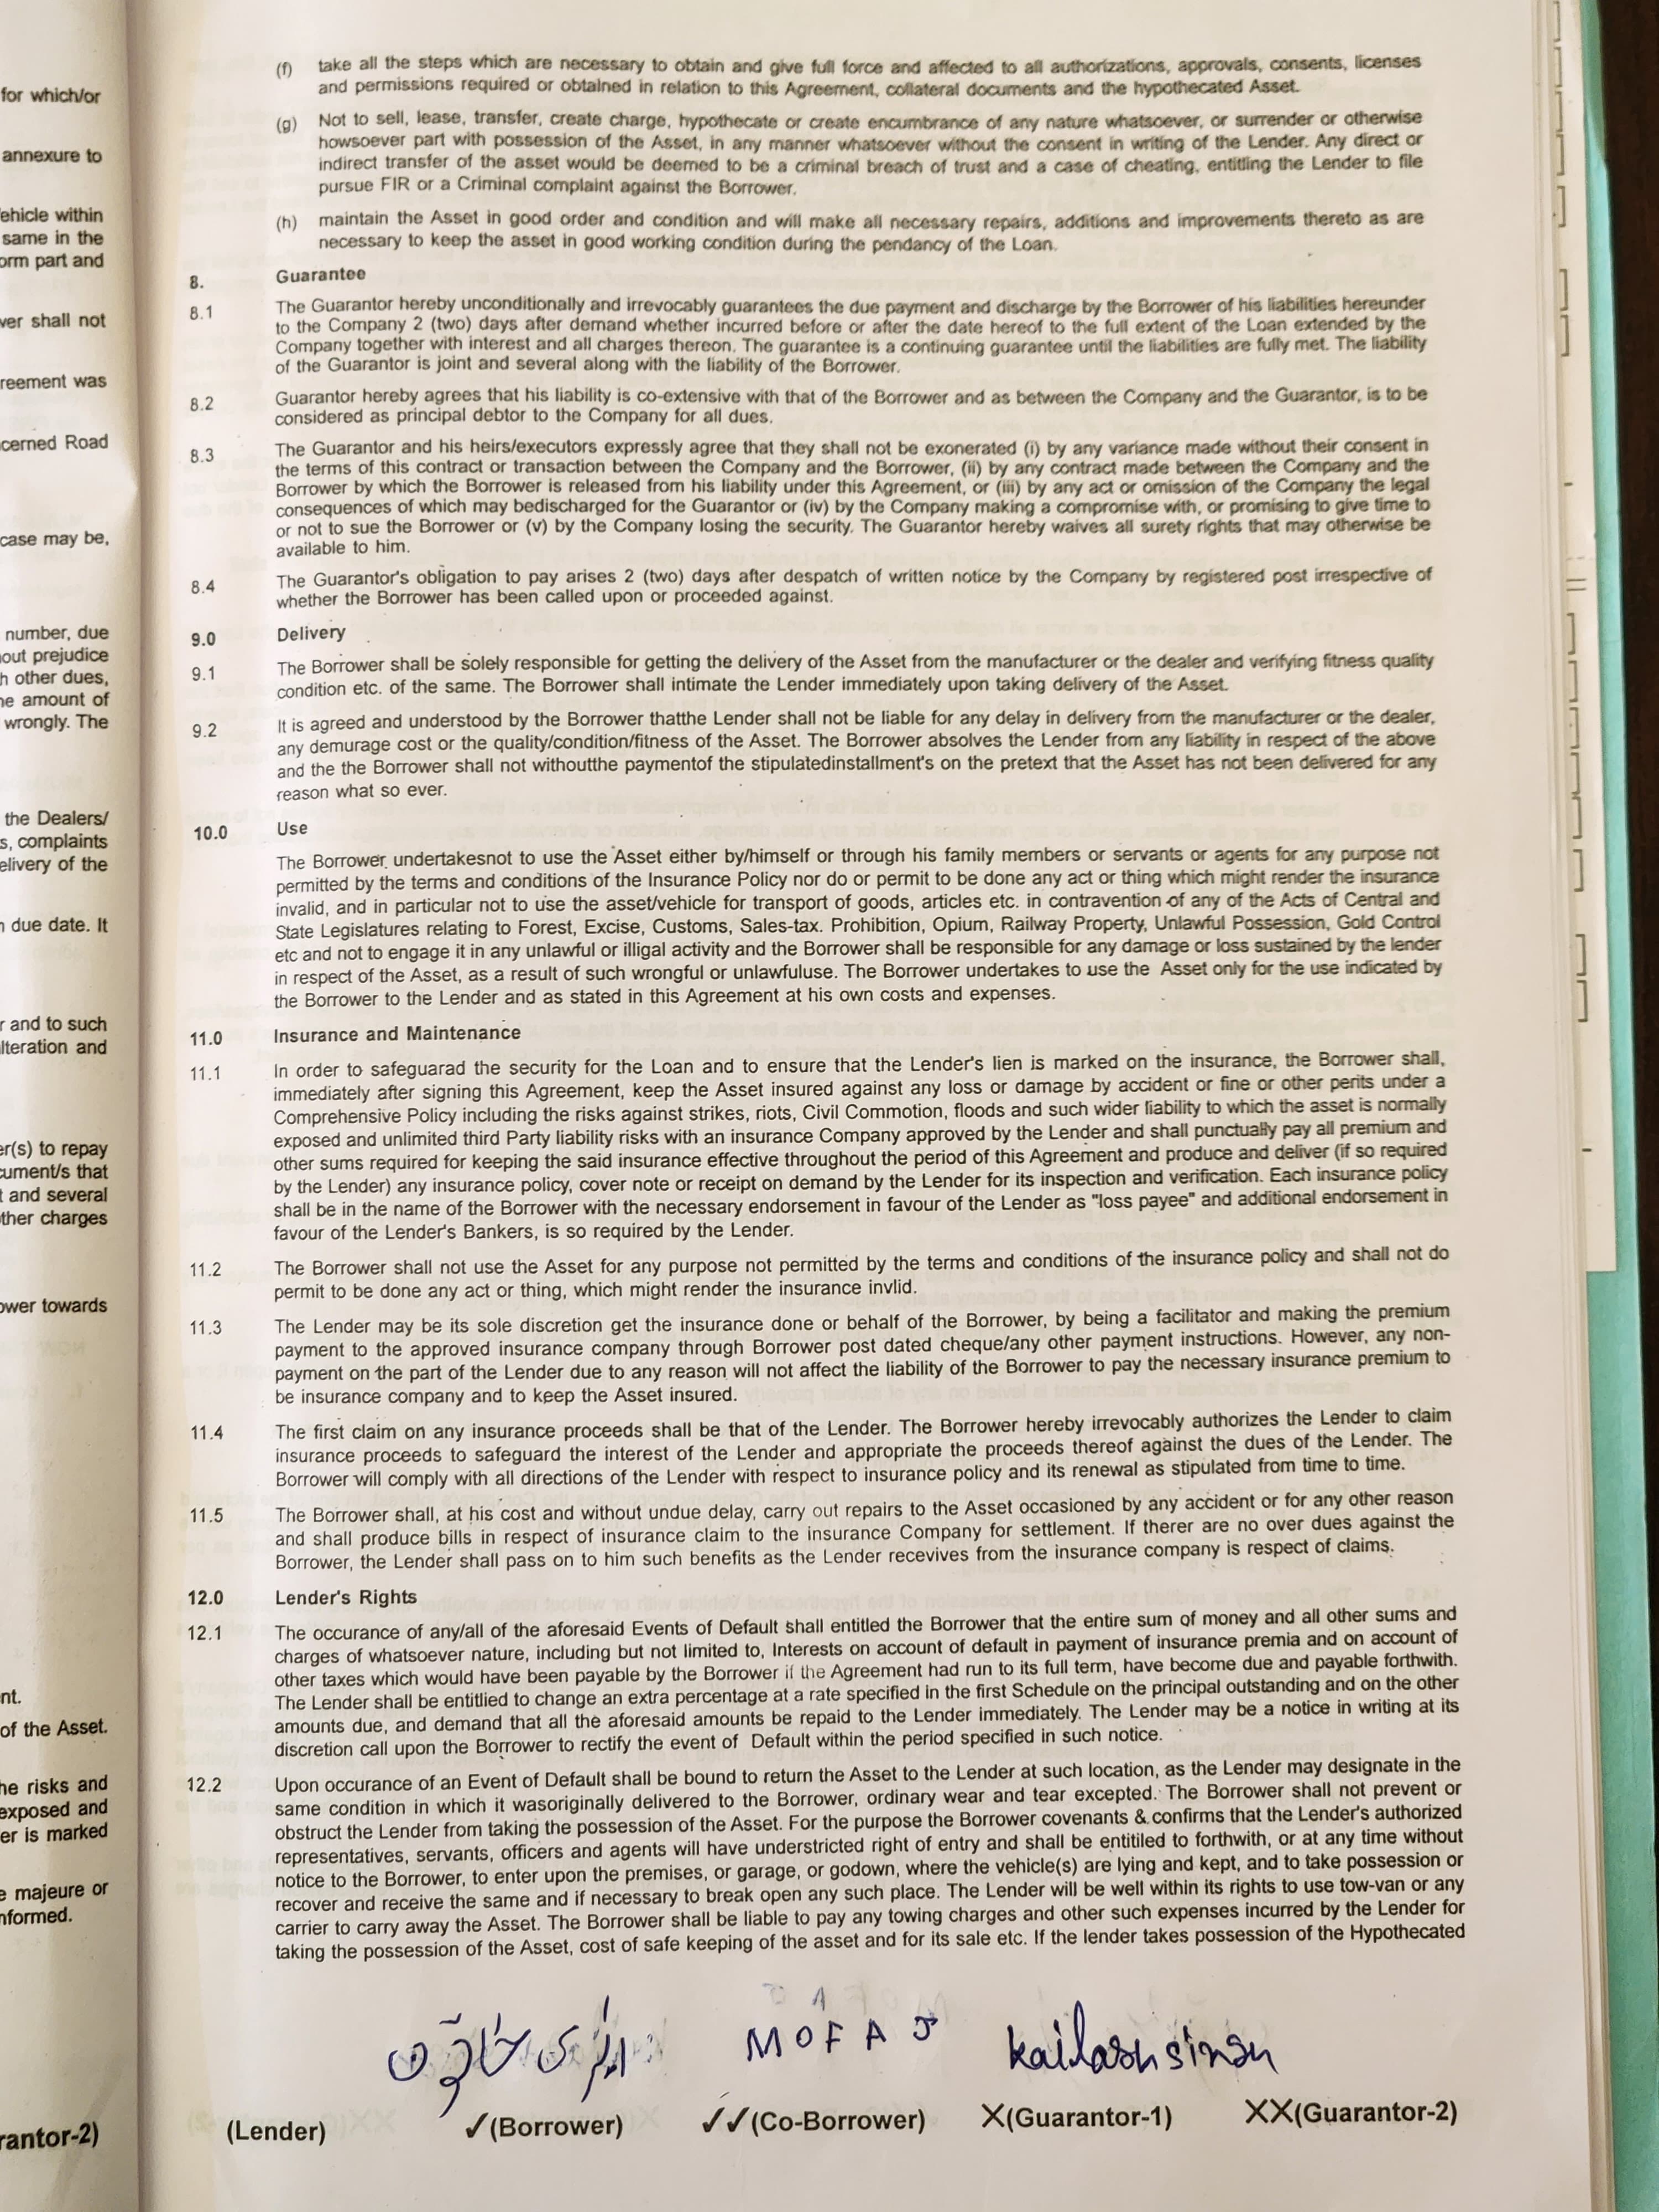 for which/or
annexure to
ehicle within
same in the
orm part and
ver shall not
reement was
cerned Road
case may be,
number, due
out prejudice
h other dues,
ne amount of
wrongly. The
the Dealers/
s, complaints
elivery of the
n due date. It
r and to such
lteration and
er(s) to repay
cument/s that
t and several
ther charges
ower towards
nt.
of the Asset.
he risks and
exposed and
er is marked
e majeure or
nformed.
rantor-2)
(f) take all the steps which are necessary to obtain and give full force and affected to all authorizations, approvals, consents, licenses
and permissions required or obtained in relation to this Agreement, collateral documents and the hypothecated Asset.
(g) Not to sell, lease, transfer, create charge, hypothecate or create encumbrance of any nature whatsoever, or surrender or otherwise
howsoever part with possession of the Asset, in any manner whatsoever without the consent in writing of the Lender. Any direct or
indirect transfer of the asset would be deemed to be a criminal breach of trust and a case of cheating, entitling the Lender to file
pursue FIR or a Criminal complaint against the Borrower.
(h) maintain the Asset in good order and condition and will make all necessary repairs, additions and improvements thereto as are
necessary to keep the asset in good working condition during the pendancy of the Loan.
8. Guarantee
8.1 The Guarantor hereby unconditionally and irrevocably guarantees the due payment and discharge by the Borrower of his liabilities hereunder
to the Company 2 (two) days after demand whether incurred before or after the date hereof to the full extent of the Loan extended by the
Company together with interest and all charges thereon. The guarantee is a continuing guarantee until the liabilities are fully met. The liability
of the Guarantor is joint and several along with the liability of the Borrower.
8.2 Guarantor hereby agrees that his liability is co-extensive with that of the Borrower and as between the Company and the Guarantor, is to be
considered as principal debtor to the Company for all dues.
8.3 The Guarantor and his heirs/executors expressly agree that they shall not be exonerated (i) by any variance made without their consent in
the terms of this contract or transaction between the Company and the Borrower, (ii) by any contract made between the Company and the
Borrower by which the Borrower is released from his liability under this Agreement, or (iii) by any act or omission of the Company the legal
consequences of which may bedischarged for the Guarantor or (iv) by the Company making a compromise with, or promising to give time to
or not to sue the Borrower or (v) by the Company losing the security. The Guarantor hereby waives all surety rights that may otherwise be
available to him.
8.4 The Guarantor's obligation to pay arises 2 (two) days after despatch of written notice by the Company by registered post irrespective of
whether the Borrower has been called upon or proceeded against.
9.0 Delivery
9.1 The Borrower shall be solely responsible for getting the delivery of the Asset from the manufacturer or the dealer and verifying fitness quality
condition etc. of the same. The Borrower shall intimate the Lender immediately upon taking delivery of the Asset.
9.2 It is agreed and understood by the Borrower thatthe Lender shall not be liable for any delay in delivery from the manufacturer or the dealer,
any demurage cost or the quality/condition/fitness of the Asset. The Borrower absolves the Lender from any liability in respect of the above
and the the Borrower shall not withoutthe paymentof the stipulatedinstallment's on the pretext that the Asset has not been delivered for any
reason what so ever.
10.0 Use
The Borrower undertakesnot to use the Asset either by/himself or through his family members or servants or agents for any purpose not
permitted by the terms and conditions of the Insurance Policy nor do or permit to be done any act or thing which might render the insurance
invalid, and in particular not to use the asset/vehicle for transport of goods, articles etc. in contravention of any of the Acts of Central and
State Legislatures relating to Forest, Excise, Customs, Sales-tax. Prohibition, Opium, Railway Property, Unlawful Possession, Gold Control
etc and not to engage it in any unlawful or illigal activity and the Borrower shall be responsible for any damage or loss sustained by the lender
in respect of the Asset, as a result of such wrongful or unlawfuluse. The Borrower undertakes to use the Asset only for the use indicated by
the Borrower to the Lender and as stated in this Agreement at his own costs and expenses.
11.0 Insurance and Maintenance
11.1 In order to safeguarad the security for the Loan and to ensure that the Lender's lien is marked on the insurance, the Borrower shall,
immediately after signing this Agreement, keep the Asset insured against any loss or damage by accident or fine or other perits under a
Comprehensive Policy including the risks against strikes, riots, Civil Commotion, floods and such wider liability to which the asset is normally
exposed and unlimited third Party liability risks with an insurance Company approved by the Lender and shall punctually pay all premium and
other sums required for keeping the said insurance effective throughout the period of this Agreement and produce and deliver (if so required
by the Lender) any insurance policy, cover note or receipt on demand by the Lender for its inspection and verification. Each insurance policy
shall be in the name of the Borrower with the necessary endorsement in favour of the Lender as "loss payee" and additional endorsement in
favour of the Lender's Bankers, is so required by the Lender.
11.2 The Borrower shall not use the Asset for any purpose not permitted by the terms and conditions of the insurance policy and shall not do
permit to be done any act or thing, which might render the insurance invlid.
11.3 The Lender may be its sole discretion get the insurance done or behalf of the Borrower, by being a facilitator and making the premium
payment to the approved insurance company through Borrower post dated cheque/any other payment instructions. However, any non-
payment on the part of the Lender due to any reason will not affect the liability of the Borrower to pay the necessary insurance premium to
be insurance company and to keep the Asset insured.
11.4 The first claim on any insurance proceeds shall be that of the Lender. The Borrower hereby irrevocably authorizes the Lender to claim
insurance proceeds to safeguard the interest of the Lender and appropriate the proceeds thereof against the dues of the Lender. The
Borrower will comply with all directions of the Lender with respect to insurance policy and its renewal as stipulated from time to time.
11.5 The Borrower shall, at his cost and without undue delay, carry out repairs to the Asset occasioned by any accident or for any other reason
and shall produce bills in respect of insurance claim to the insurance Company for settlement. If therer are no over dues against the
Borrower, the Lender shall pass on to him such benefits as the Lender recevives from the insurance company is respect of claims.
12.0 Lender's Rights
12.1 The occurance of any/all of the aforesaid Events of Default shall entitled the Borrower that the entire sum of money and all other sums and
charges of whatsoever nature, including but not limited to, Interests on account of default in payment of insurance premia and on account of
other taxes which would have been payable by the Borrower if the Agreement had run to its full term, have become due and payable forthwith.
The Lender shall be entitlied to change an extra percentage at a rate specified in the first Schedule on the principal outstanding and on the other
amounts due, and demand that all the aforesaid amounts be repaid to the Lender immediately. The Lender may be a notice in writing at its
discretion call upon the Borrower to rectify the event of Default within the period specified in such notice.
12.2 Upon occurance of an Event of Default shall be bound to return the Asset to the Lender at such location, as the Lender may designate in the
same condition in which it wasoriginally delivered to the Borrower, ordinary wear and tear excepted. The Borrower shall not prevent or
obstruct the Lender from taking the possession of the Asset. For the purpose the Borrower covenants & confirms that the Lender's authorized
representatives, servants, officers and agents will have understricted right of entry and shall be entitiled to forthwith, or at any time without
notice to the Borrower, to enter upon the premises, or garage, or godown, where the vehicle(s) are lying and kept, and to take possession or
recover and receive the same and if necessary to break open any such place. The Lender will be well within its rights to use tow-van or any
carrier to carry away the Asset. The Borrower shall be liable to pay any towing charges and other such expenses incurred by the Lender for
taking the possession of the Asset, cost of safe keeping of the asset and for its sale etc. If the lender takes possession of the Hypothecated
MOFAJ kailash singh
(Lender) ✓(Borrower) ✓✓(Co-Borrower) X(Guarantor-1) XX(Guarantor-2)